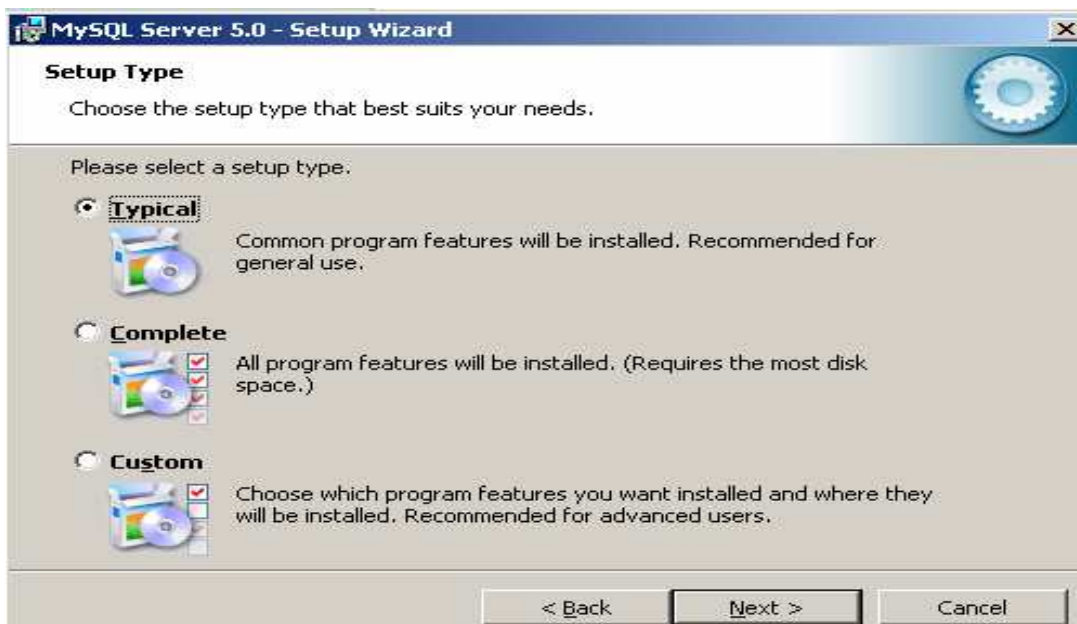 MySQL Server 5.0 - Setup Wizard
Setup Type
Choose the setup type that best suits your needs.
Please select a setup type.
Typical
Common program features will be installed. Recommended for
general use.
Complete
All program features will be installed. (Requires the most disk
space.)
Custom
Choose which program features you want installed and where they
will be installed. Recommended for advanced users.
< Back
Next >
Cancel